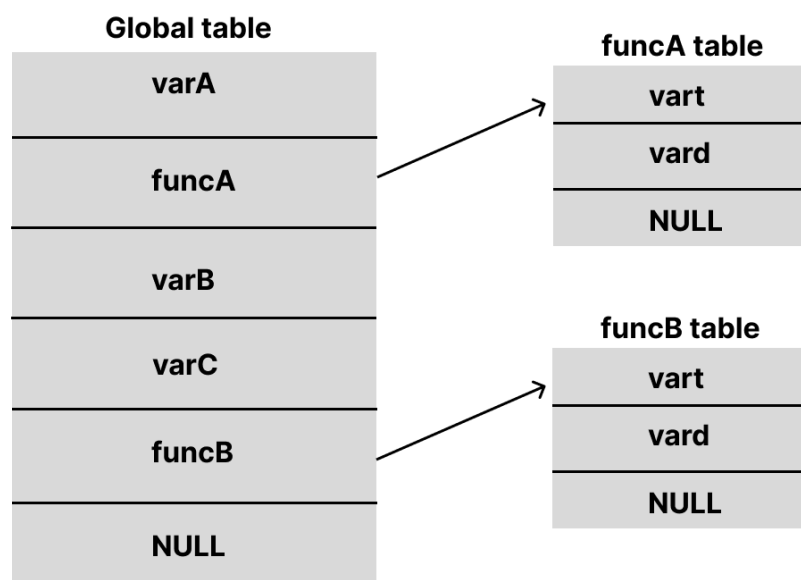 Global table
varA
funcA
varB
varC
funcB
NULL
funcA table
vart
vard
NULL
funcB table
vart
vard
NULL